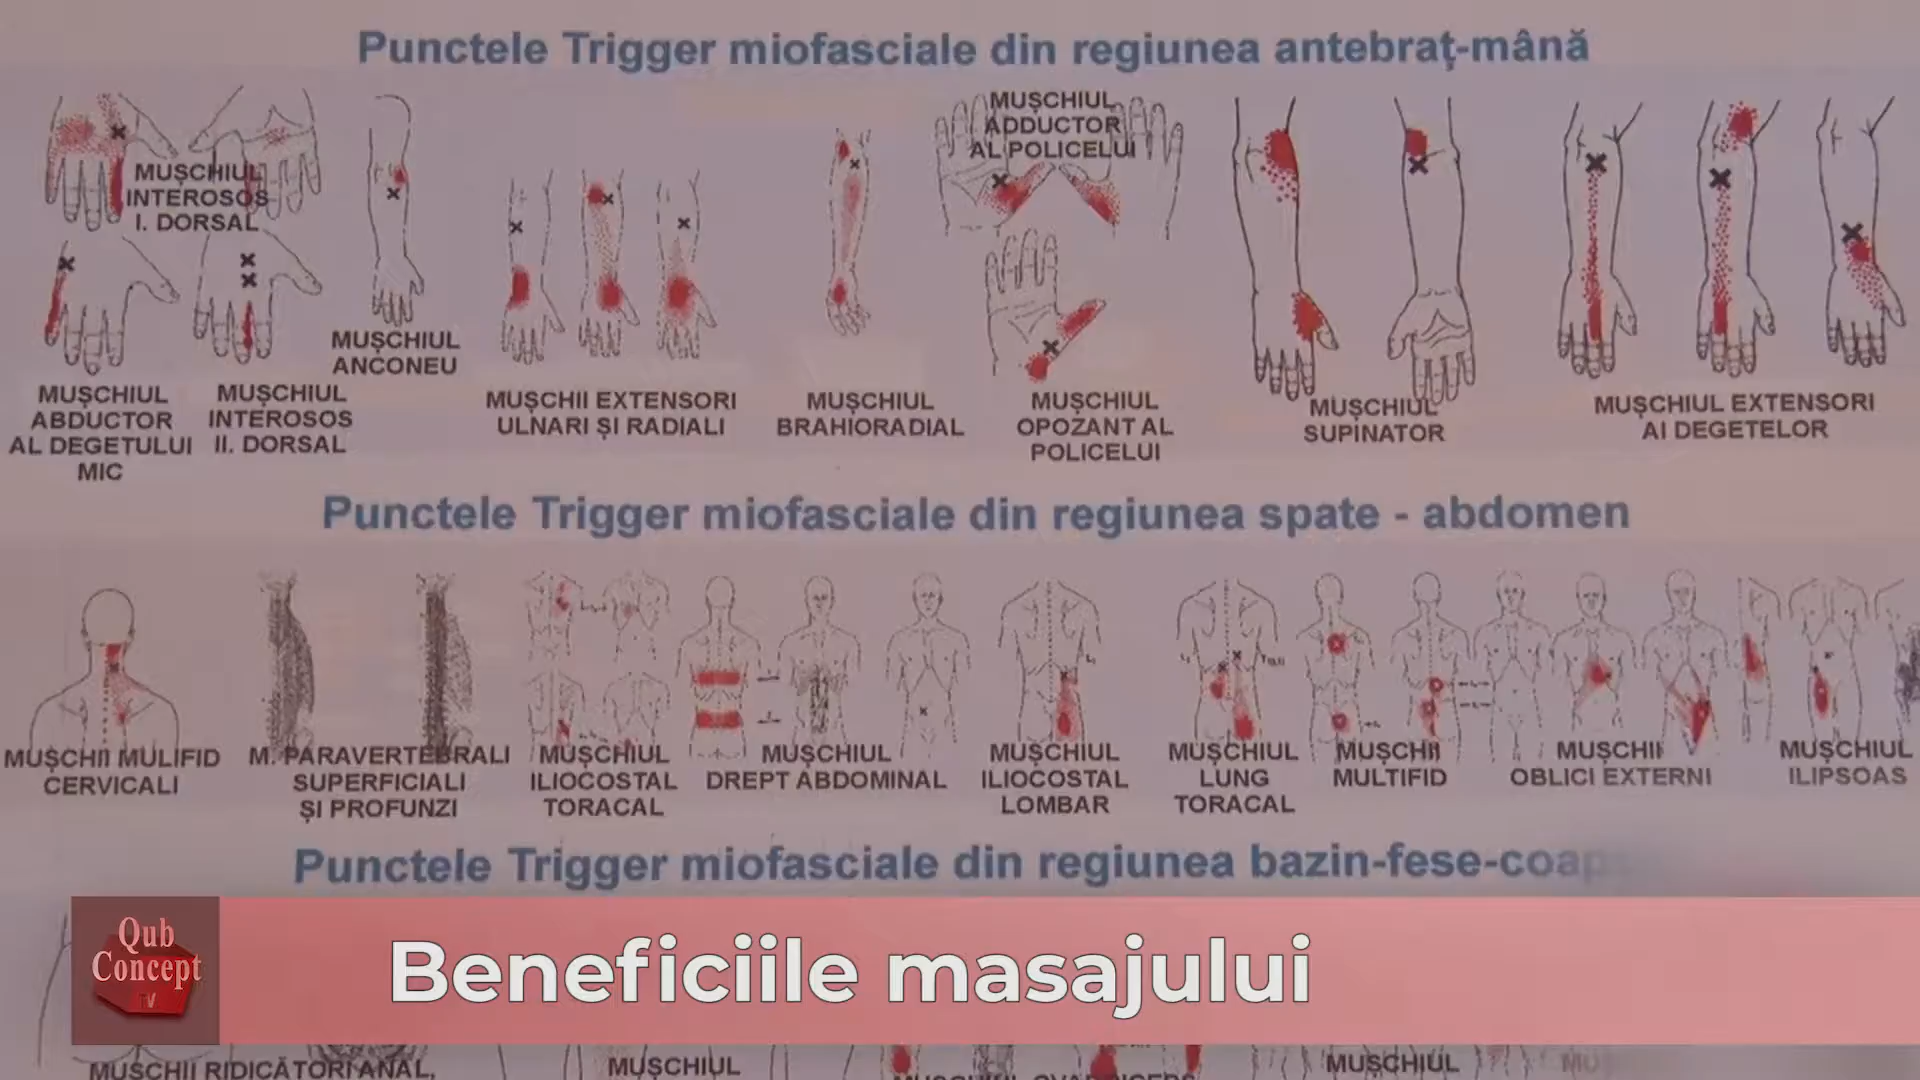 Punctele Trigger miofasciale din regiunea antebraț-mână
MUȘCHIUL
INTEROSOS
I. DORSAL
MUȘCHIUL
ABDUCTOR
AL DEGETULUI
MIC
MUȘCHIUL
INTEROSOS
II. DORSAL
MUȘCHIUL
ANCONEU
MUȘCHII EXTENSORI
ULNARI ȘI RADIALI
MUȘCHIUL
BRAHIORADIAL
MUȘCHIUL
ADDUCTOR
AL POLICELUI
MUȘCHIUL
OPOZANT AL
POLICELUI
MUȘCHIUL
SUPINATOR
MUȘCHIUL EXTENSORI
AI DEGETELOR
Punctele Trigger miofasciale din regiunea spate - abdomen
MUȘCHII MULIFID
CERVICALI
M. PARAVERTEBRALI
SUPERFICIALI
ȘI PROFUNZI
MUȘCHIUL
ILIOCOSTAL
TORACAL
MUȘCHIUL
DREPT ABDOMINAL
MUȘCHIUL
ILIOCOSTAL
LOMBAR
MUȘCHIUL
LUNG
TORACAL
MUȘCHII
MULTIFID
MUȘCHII
OBLICI EXTERNI
MUȘCHIUL
ILIPSOAS
Punctele Trigger miofasciale din regiunea
Qub
Concept
TV
Beneficiile masajului
MUȘCHII RIDICĂTORI ANAL,
MUȘCHIUL
MUȘCHIUL